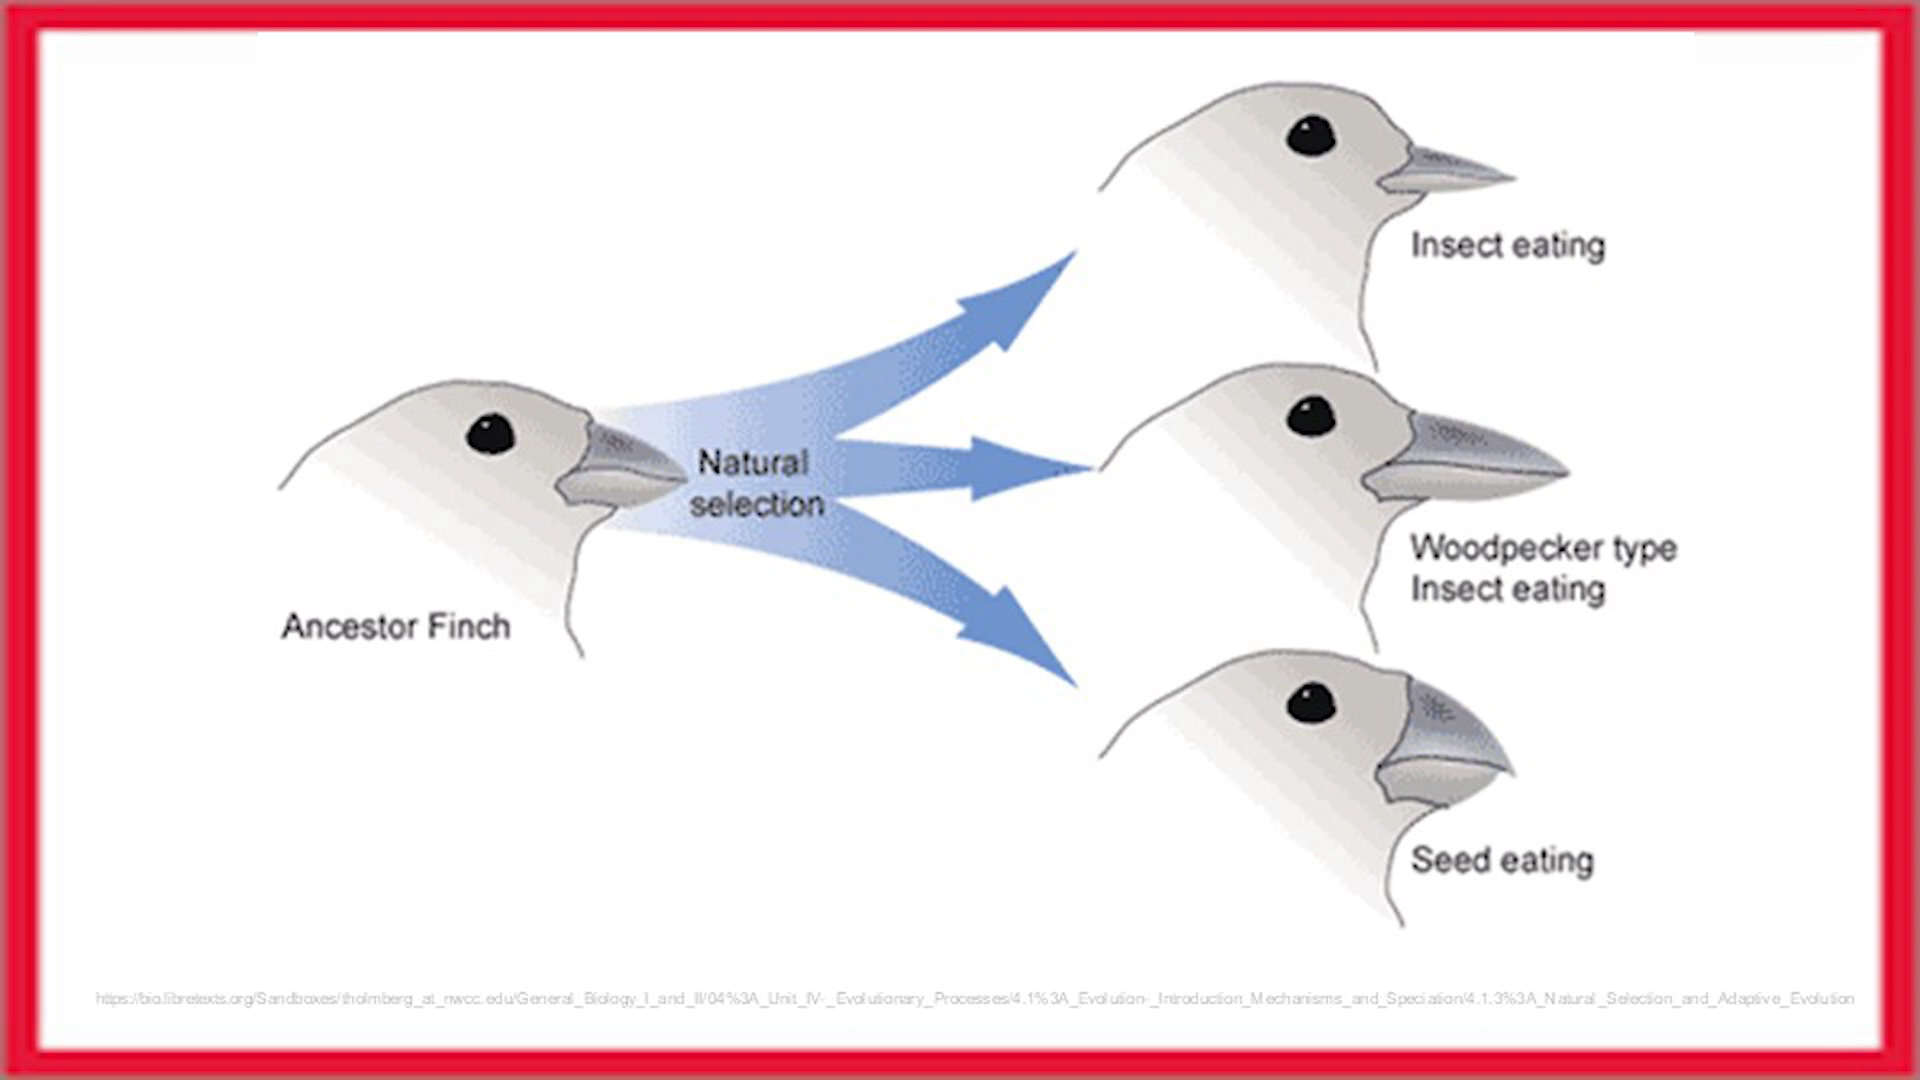 Insect eating
Natural
selection
Woodpecker type
Insect eating
Ancestor Finch
Seed eating
https://bio.libretexts.org/Sandboxes/tholmberg_at_nwcc.edu/General_Biology_I_and_II/04%3A_Unit_IV-_Evolutionary_Processes/4.1%3A_Evolution-_Introduction_Mechanisms_and_Speciation/4.1.3%3A_Natural_Selection_and_Adaptive_Evolution